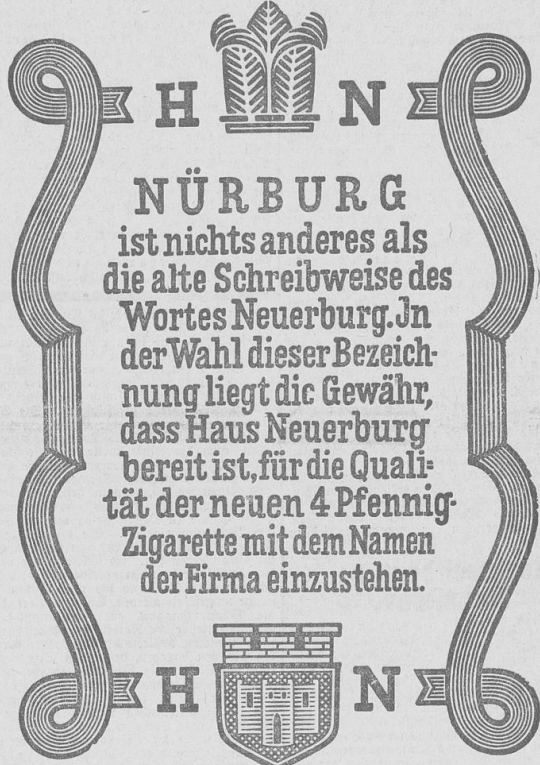 H N
NÜRBURG
ist nichts anderes als
die alte Schreibweise des
Wortes Neuerburg. Jn
der Wahl dieser Bezeich-
nung liegt dic Gewähr,
dass Haus Neuerburg
bereit ist, für die Quali-
tät der neuen 4 Pfennig-
Zigarette mit dem Namen
der Firma einzustehen.
H N